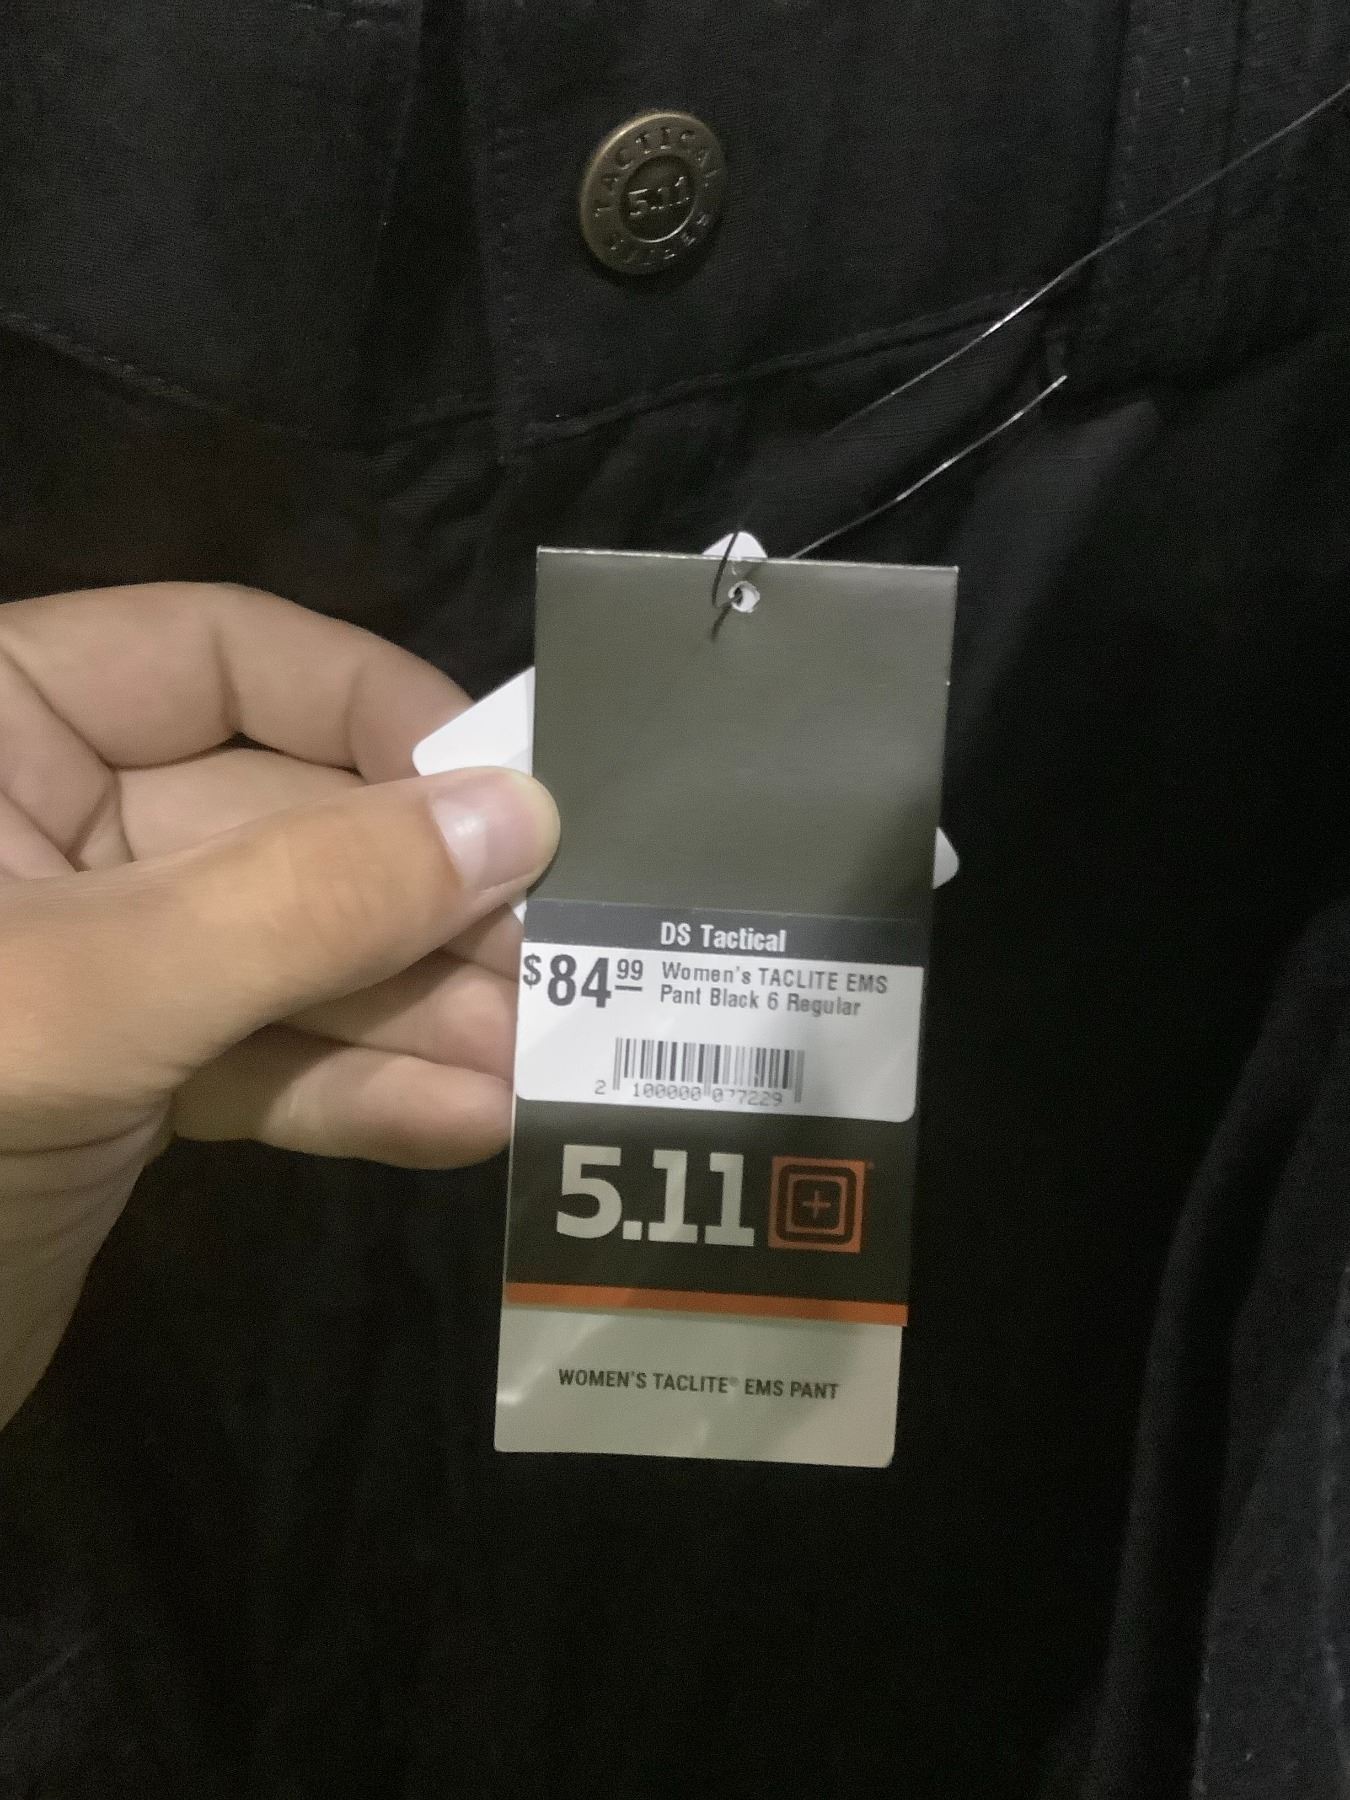 TACTICAL
5.11
SERIES
DS Tactical
$84.99 Women's TACLITE EMS
Pant Black 6 Regular
2 100000 077229
5.11
WOMEN'S TACLITE® EMS PANT